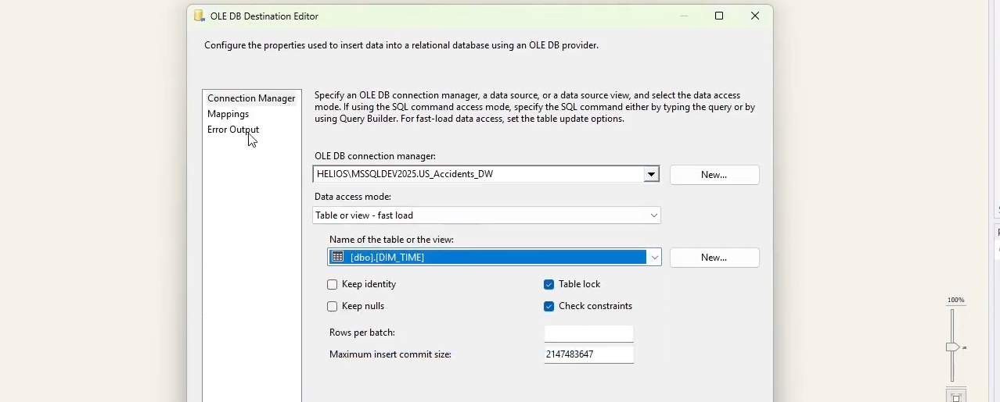 OLE DB Destination Editor
Configure the properties used to insert data into a relational database using an OLE DB provider.
Connection Manager
Mappings
Error Output
Specify an OLE DB connection manager, a data source, or a data source view, and select the data access
mode. If using the SQL command access mode, specify the SQL command either by typing the query or by
using Query Builder. For fast-load data access, set the table update options.
OLE DB connection manager:
HELIOS\MSSQLDEV2025.US_Accidents_DW
New...
Data access mode:
Table or view - fast load
Name of the table or the view:
[dbo].[DIM_TIME]
New...
Keep identity
Table lock
Keep nulls
Check constraints
Rows per batch:
Maximum insert commit size:
2147483647
100%